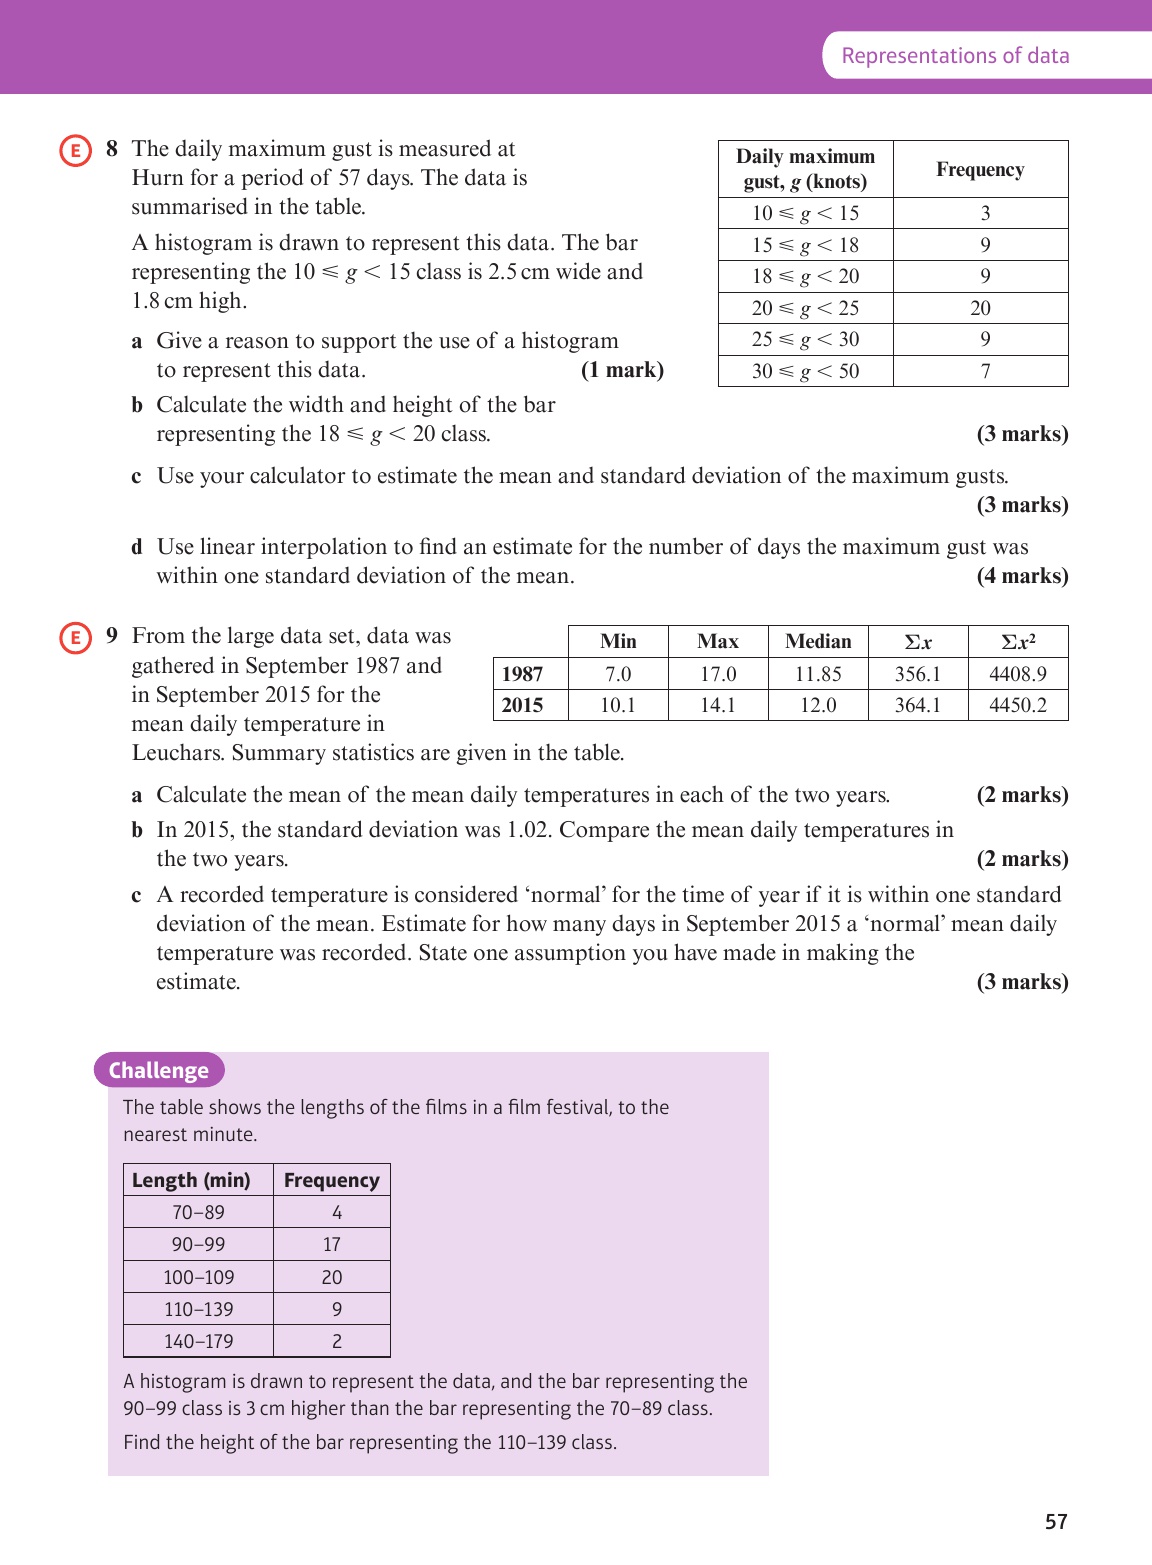 Representations of data
E 8 The daily maximum gust is measured at
Hurn for a period of 57 days. The data is
summarised in the table.
A histogram is drawn to represent this data. The bar
representing the 10 ⩽ g < 15 class is 2.5 cm wide and
1.8 cm high.
a Give a reason to support the use of a histogram
to represent this data. (1 mark)
Daily maximum
gust, g (knots) Frequency
10 ⩽ g < 15 3
15 ⩽ g < 18 9
18 ⩽ g < 20 9
20 ⩽ g < 25 20
25 ⩽ g < 30 9
30 ⩽ g < 50 7
b Calculate the width and height of the bar
representing the 18 ⩽ g < 20 class. (3 marks)
c Use your calculator to estimate the mean and standard deviation of the maximum gusts.
(3 marks)
d Use linear interpolation to find an estimate for the number of days the maximum gust was
within one standard deviation of the mean. (4 marks)
E 9 From the large data set, data was
gathered in September 1987 and
in September 2015 for the
mean daily temperature in
Leuchars. Summary statistics are given in the table.
Min Max Median Σx Σx²
1987 7.0 17.0 11.85 356.1 4408.9
2015 10.1 14.1 12.0 364.1 4450.2
a Calculate the mean of the mean daily temperatures in each of the two years. (2 marks)
b In 2015, the standard deviation was 1.02. Compare the mean daily temperatures in
the two years. (2 marks)
c A recorded temperature is considered ‘normal’ for the time of year if it is within one standard
deviation of the mean. Estimate for how many days in September 2015 a ‘normal’ mean daily
temperature was recorded. State one assumption you have made in making the
estimate. (3 marks)
Challenge
The table shows the lengths of the films in a film festival, to the
nearest minute.
Length (min) Frequency
70–89 4
90–99 17
100–109 20
110–139 9
140–179 2
A histogram is drawn to represent the data, and the bar representing the
90–99 class is 3 cm higher than the bar representing the 70–89 class.
Find the height of the bar representing the 110–139 class.
57